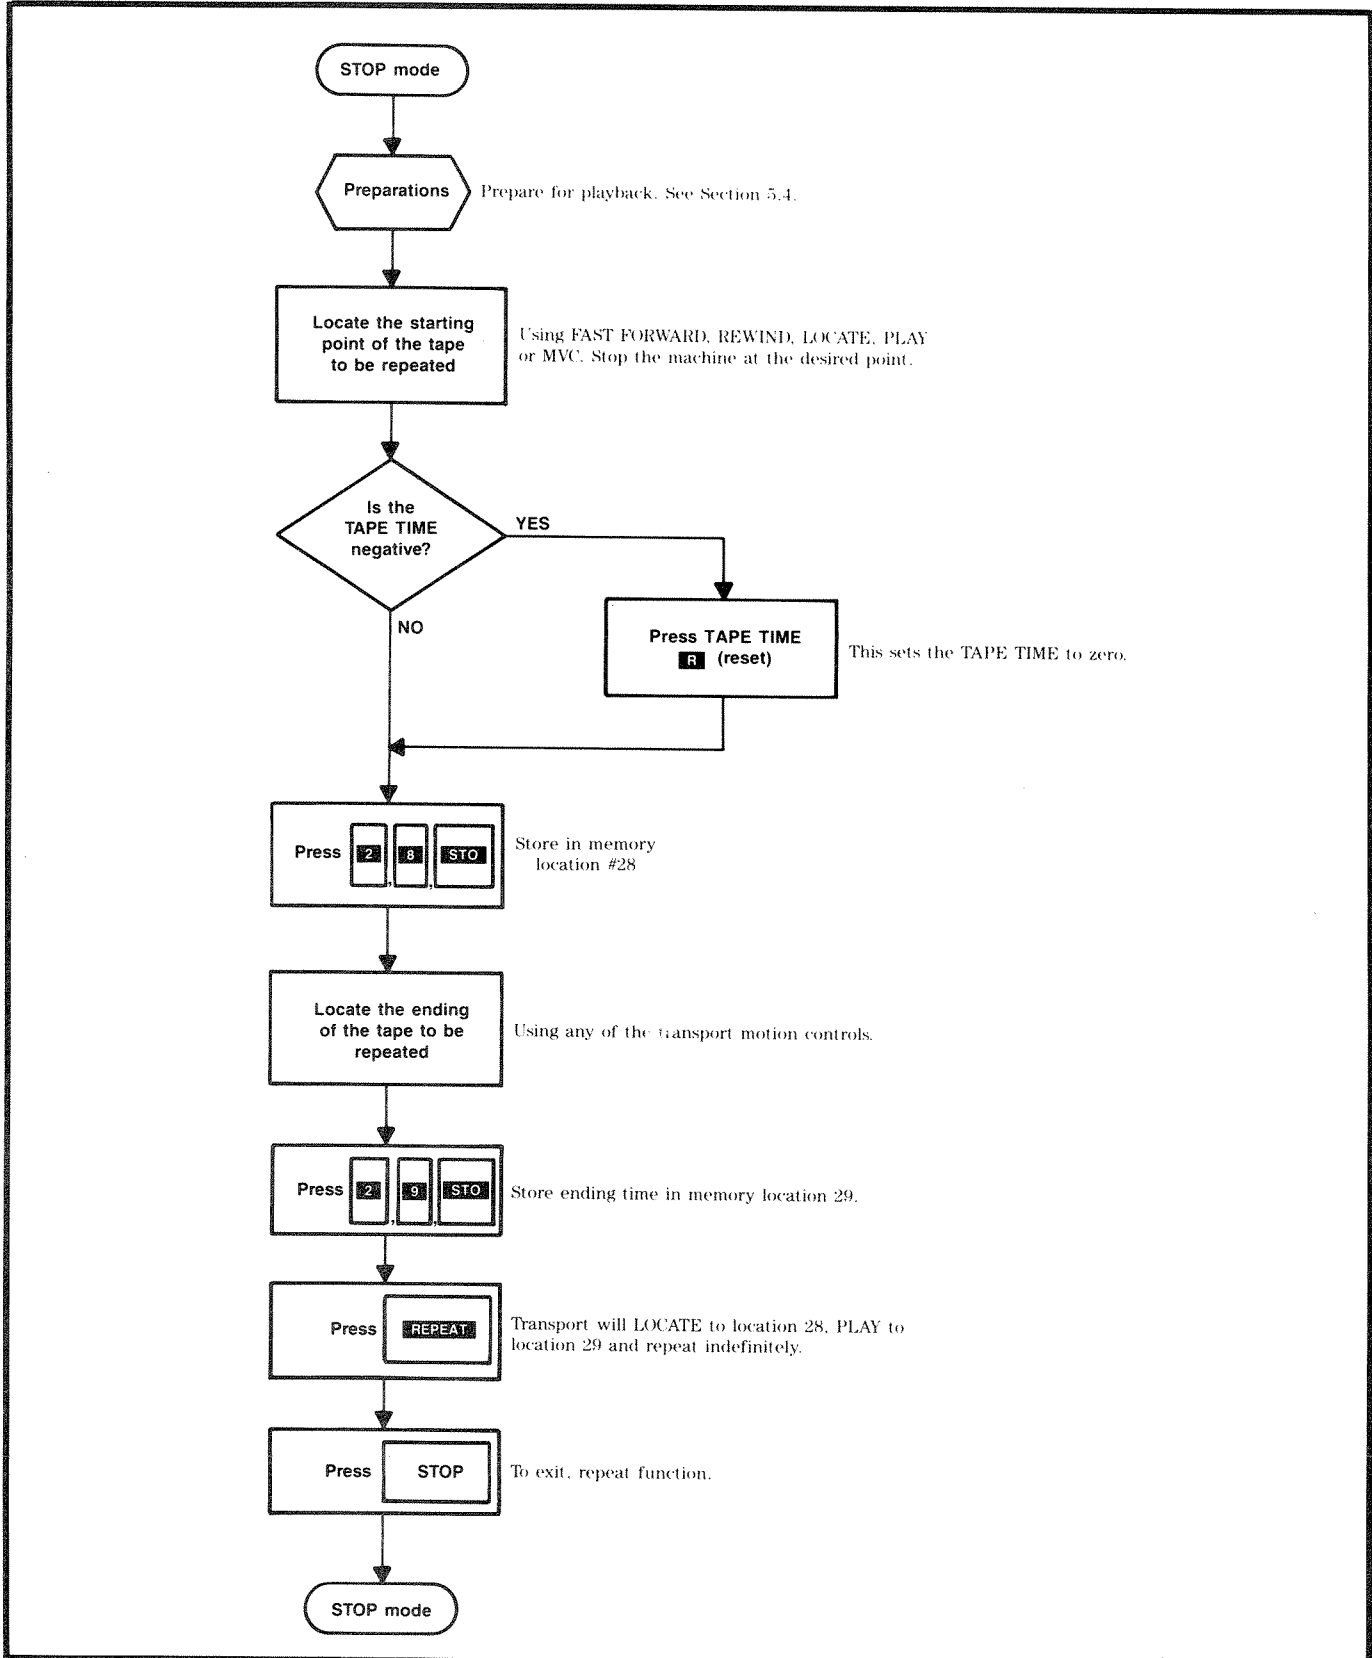 STOP mode
Preparations
Prepare for playback. See Section 5.4.
Locate the starting
point of the tape
to be repeated
Using FAST FORWARD, REWIND, LOCATE, PLAY
or MVC. Stop the machine at the desired point.
Is the
TAPE TIME
negative?
YES
NO
Press TAPE TIME
R (reset)
This sets the TAPE TIME to zero.
Press 2 , 8 , STO
Store in memory
location #28
Locate the ending
of the tape to be
repeated
Using any of the transport motion controls.
Press 2 , 9 , STO
Store ending time in memory location 29.
Press REPEAT
Transport will LOCATE to location 28, PLAY to
location 29 and repeat indefinitely.
Press STOP
To exit, repeat function.
STOP mode